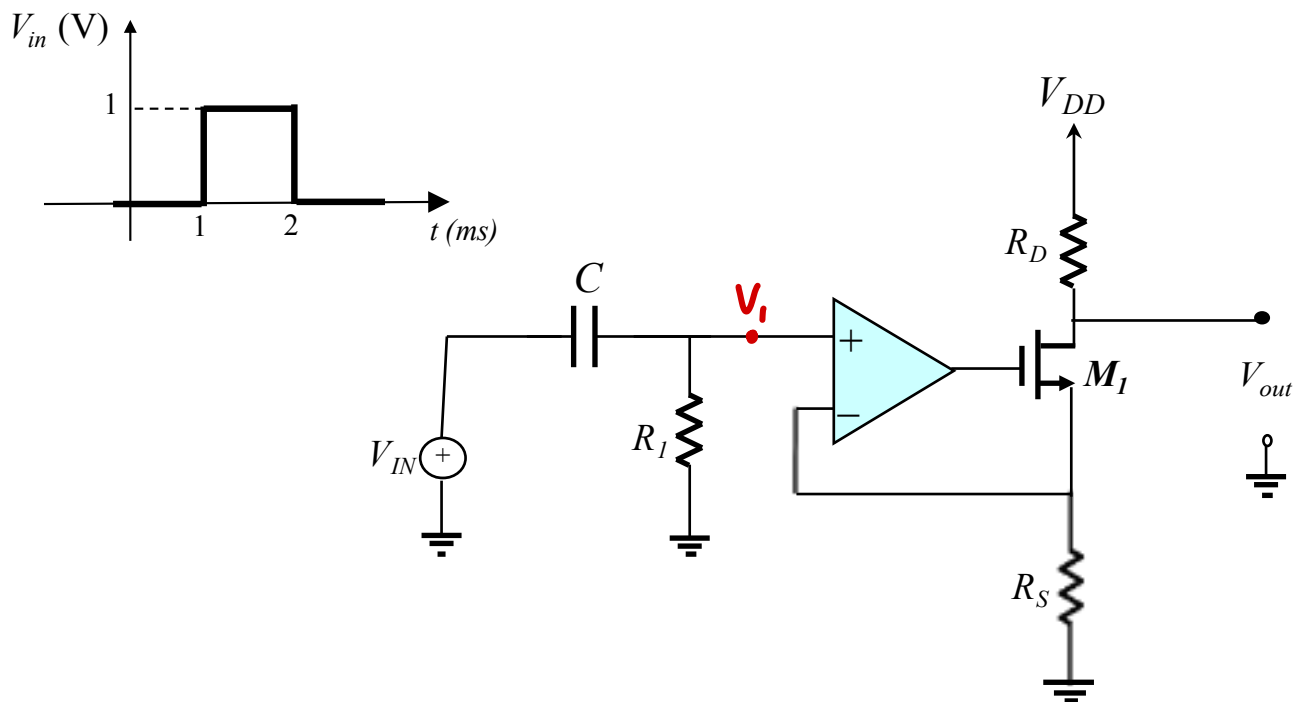 V_in (V)
1
1 2
t (ms)
V_DD
R_D
C
V_1
+
M_1
V_out
−
R_1
V_IN
+
R_S